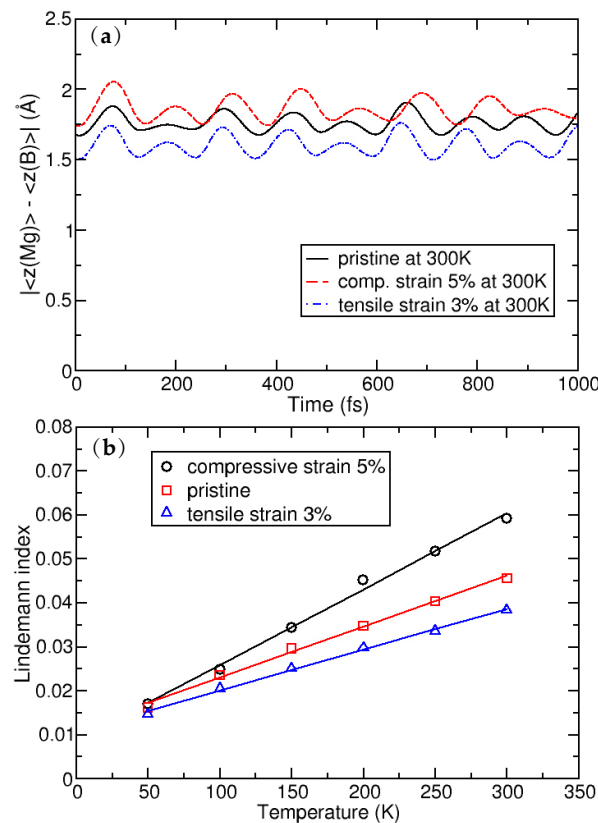 (a)
2.5
2
1.5
1
0.5
0
|<z(Mg)> - <z(B)>| (Å)
pristine at 300K
comp. strain 5% at 300K
tensile strain 3% at 300K
0 200 400 600 800 1000
Time (fs)
(b)
0.08
0.07
0.06
0.05
0.04
0.03
0.02
0.01
0
Lindemann index
compressive strain 5%
pristine
tensile strain 3%
0 50 100 150 200 250 300 350
Temperature (K)